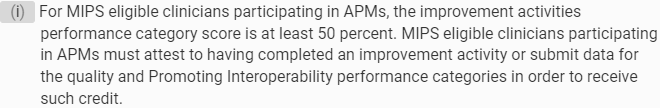 (i) For MIPS eligible clinicians participating in APMs, the improvement activities
performance category score is at least 50 percent. MIPS eligible clinicians participating
in APMs must attest to having completed an improvement activity or submit data for
the quality and Promoting Interoperability performance categories in order to receive
such credit.